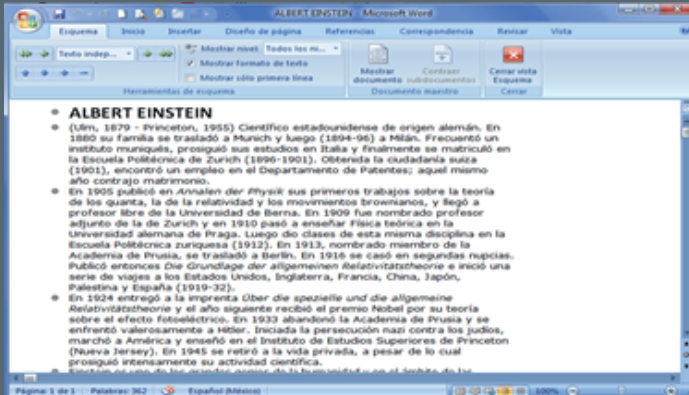 ALBERT EINSTEIN - Microsoft Word
Esquema Inicio Insertar Diseño de página Referencias Correspondencia Revisar Vista
Texto indep... Mostrar nivel: Todos los ni...
Mostrar formato de texto
Mostrar sólo primera línea
Mostrar documento
Contraer subdocumentos
Cerrar vista Esquema
Herramientas de esquema Documento maestro Cerrar
ALBERT EINSTEIN
(Ulm, 1879 - Princeton, 1955) Científico estadounidense de origen alemán. En
1880 su familia se trasladó a Munich y luego (1894-96) a Milán. Frecuentó un
instituto muniqués, prosiguió sus estudios en Italia y finalmente se matriculó en
la Escuela Politécnica de Zurich (1896-1901). Obtenida la ciudadanía suiza
(1901), encontró un empleo en el Departamento de Patentes; aquel mismo
año contrajo matrimonio.
En 1905 publicó en Annalen der Physik sus primeros trabajos sobre la teoría
de los quanta, la de la relatividad y los movimientos brownianos, y llegó a
profesor libre de la Universidad de Berna. En 1909 fue nombrado profesor
adjunto de la de Zurich y en 1910 pasó a enseñar Física teórica en la
Universidad alemana de Praga. Luego dio clases de esta misma disciplina en la
Escuela Politécnica zuriquesa (1912). En 1913, nombrado miembro de la
Academia de Prusia, se trasladó a Berlín. En 1916 se casó en segundas nupcias.
Publicó entonces Die Grundlage der allgemeinen Relativitätstheorie e inició una
serie de viajes a los Estados Unidos, Inglaterra, Francia, China, Japón,
Palestina y España (1919-32).
En 1924 entregó a la imprenta Über die spezielle und die allgemeine
Relativitätstheorie y el año siguiente recibió el premio Nobel por su teoría
sobre el efecto fotoeléctrico. En 1933 abandonó la Academia de Prusia y se
enfrentó valerosamente a Hitler. Iniciada la persecución nazi contra los judíos,
marchó a América y enseñó en el Instituto de Estudios Superiores de Princeton
(Nueva Jersey). En 1945 se retiró a la vida privada, a pesar de lo cual
prosiguió intensamente su actividad científica.
Einstein es uno de los grandes genios de la humanidad y en el ámbito de las
Página: 1 de 1 Palabras: 362 Español (México) 100%